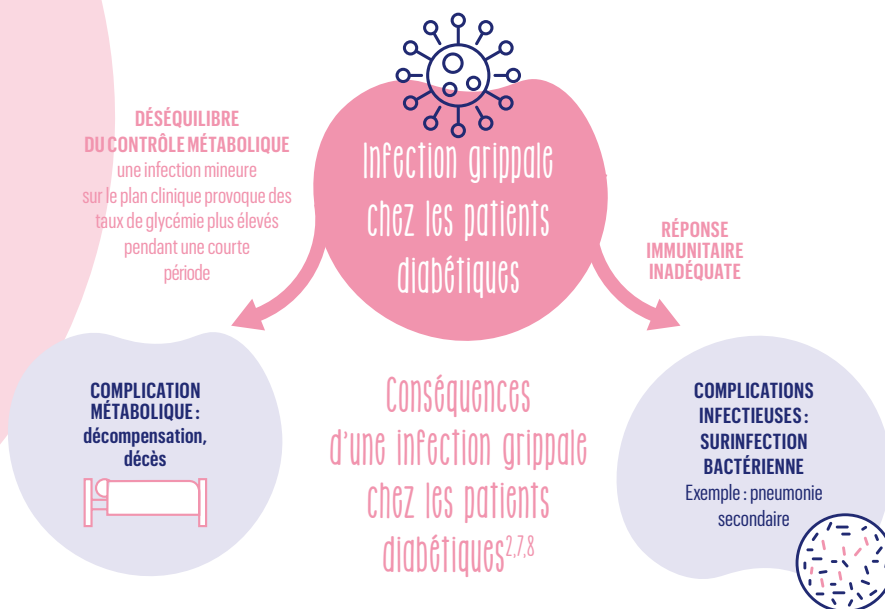 Infection grippale
chez les patients
diabétiques
DÉSÉQUILIBRE
DU CONTRÔLE MÉTABOLIQUE
une infection mineure
sur le plan clinique provoque des
taux de glycémie plus élevés
pendant une courte
période
RÉPONSE
IMMUNITAIRE
INADÉQUATE
COMPLICATION
MÉTABOLIQUE :
décompensation,
décès
Conséquences
d'une infection grippale
chez les patients
diabétiques2,7,8
COMPLICATIONS
INFECTIEUSES :
SURINFECTION
BACTÉRIENNE
Exemple : pneumonie
secondaire